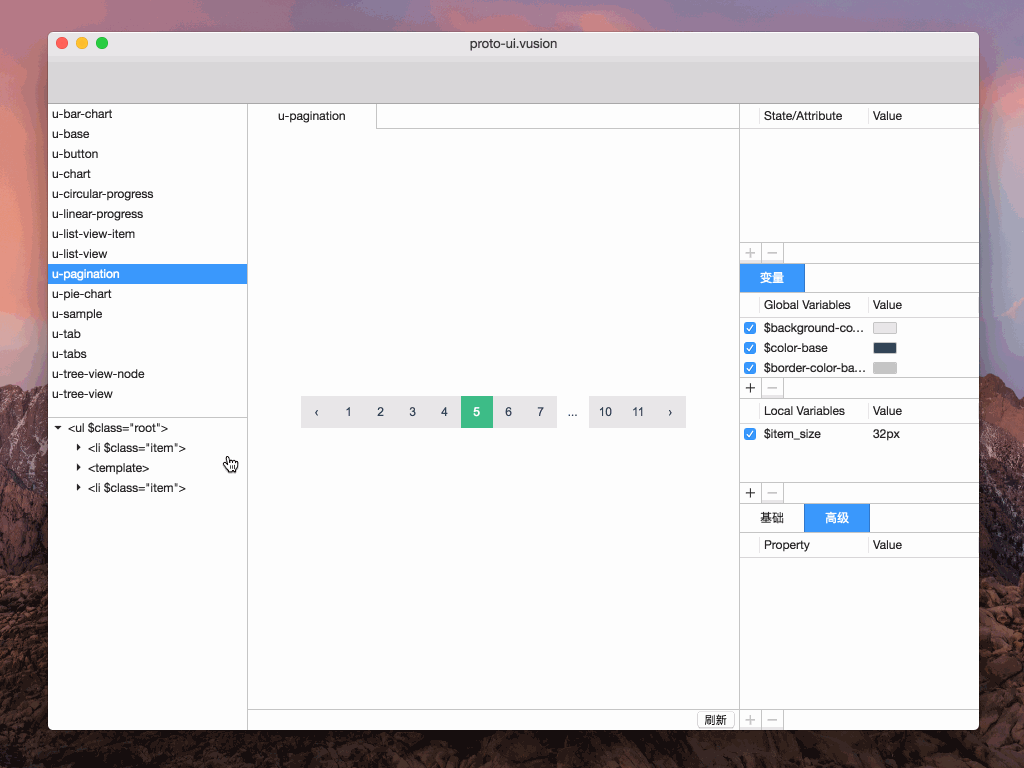 proto-ui.vusion
u-bar-chart
u-base
u-button
u-chart
u-circular-progress
u-linear-progress
u-list-view-item
u-list-view
u-pagination
u-pie-chart
u-sample
u-tab
u-tabs
u-tree-view-node
u-tree-view
<ul $class="root">
<li $class="item">
<template>
<li $class="item">
u-pagination
‹ 1 2 3 4 5 6 7 ... 10 11 ›
刷新
State/Attribute Value
+ −
变量
Global Variables Value
$background-co...
$color-base
$border-color-ba...
+ −
Local Variables Value
$item_size 32px
+ −
基础 高级
Property Value
+ −